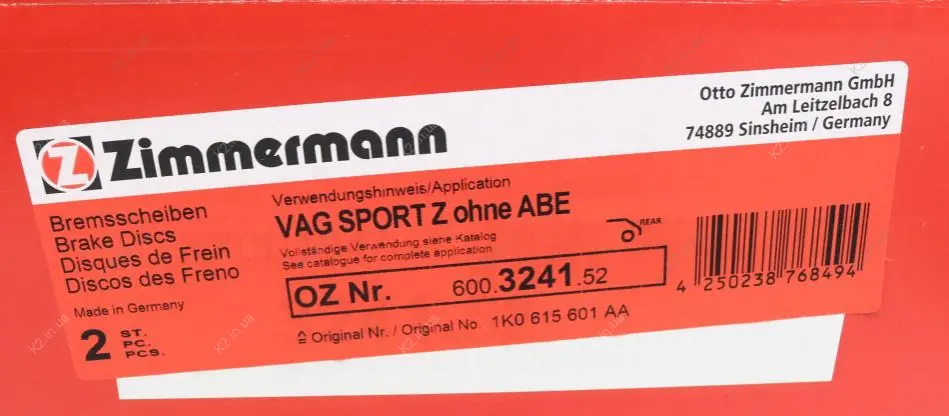 Zimmermann
Otto Zimmermann GmbH
Am Leitzelbach 8
74889 Sinsheim / Germany
Bremsscheiben
Brake Discs
Disques de Frein
Discos des Freno
Made in Germany
2 ST.
PC.
PCS.
Verwendungshinweis/Application
VAG SPORT Z ohne ABE
Vollständige Verwendung siehe Katalog
See catalogue for complete application
REAR
OZ Nr. 600.3241.52
≙ Original Nr. / Original No. 1K0 615 601 AA
4 250238 768494
K2.in.ua